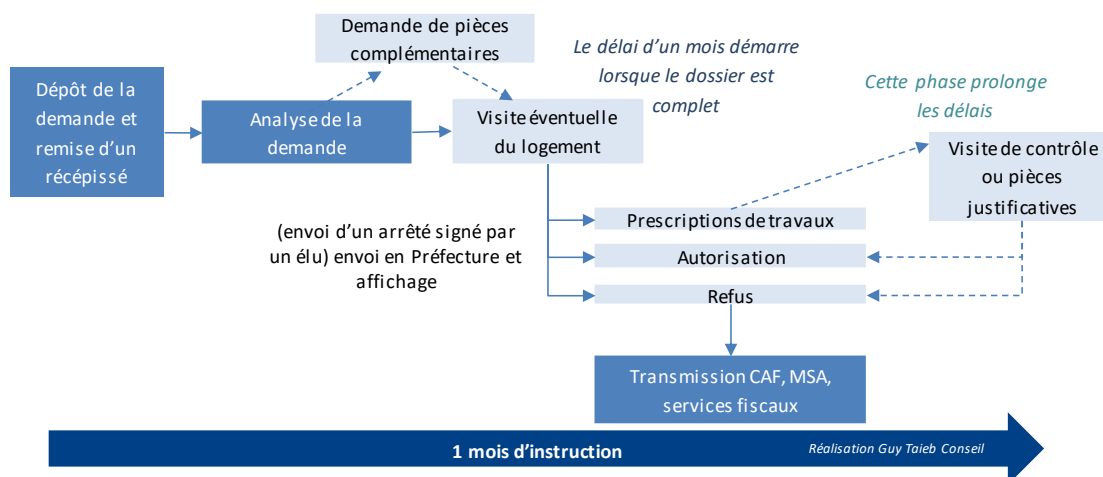 Demande de pièces
complémentaires
Le délai d'un mois démarre
lorsque le dossier est
complet
Cette phase prolonge
les délais
Dépôt de la
demande et
remise d'un
récépissé
Analyse de la
demande
Visite éventuelle
du logement
Visite de contrôle
ou pièces
justificatives
(envoi d'un arrêté signé par
un élu) envoi en Préfecture et
affichage
Prescriptions de travaux
Autorisation
Refus
Transmission CAF, MSA,
services fiscaux
1 mois d'instruction
Réalisation Guy Taieb Conseil